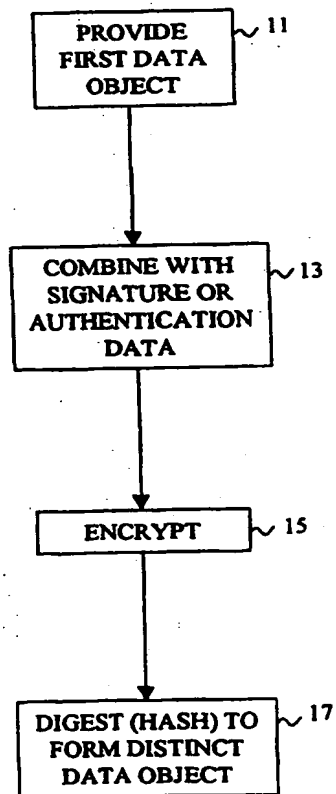 PROVIDE
FIRST DATA
OBJECT
11
COMBINE WITH
SIGNATURE OR
AUTHENTICATION
DATA
13
ENCRYPT
15
DIGEST (HASH) TO
FORM DISTINCT
DATA OBJECT
17